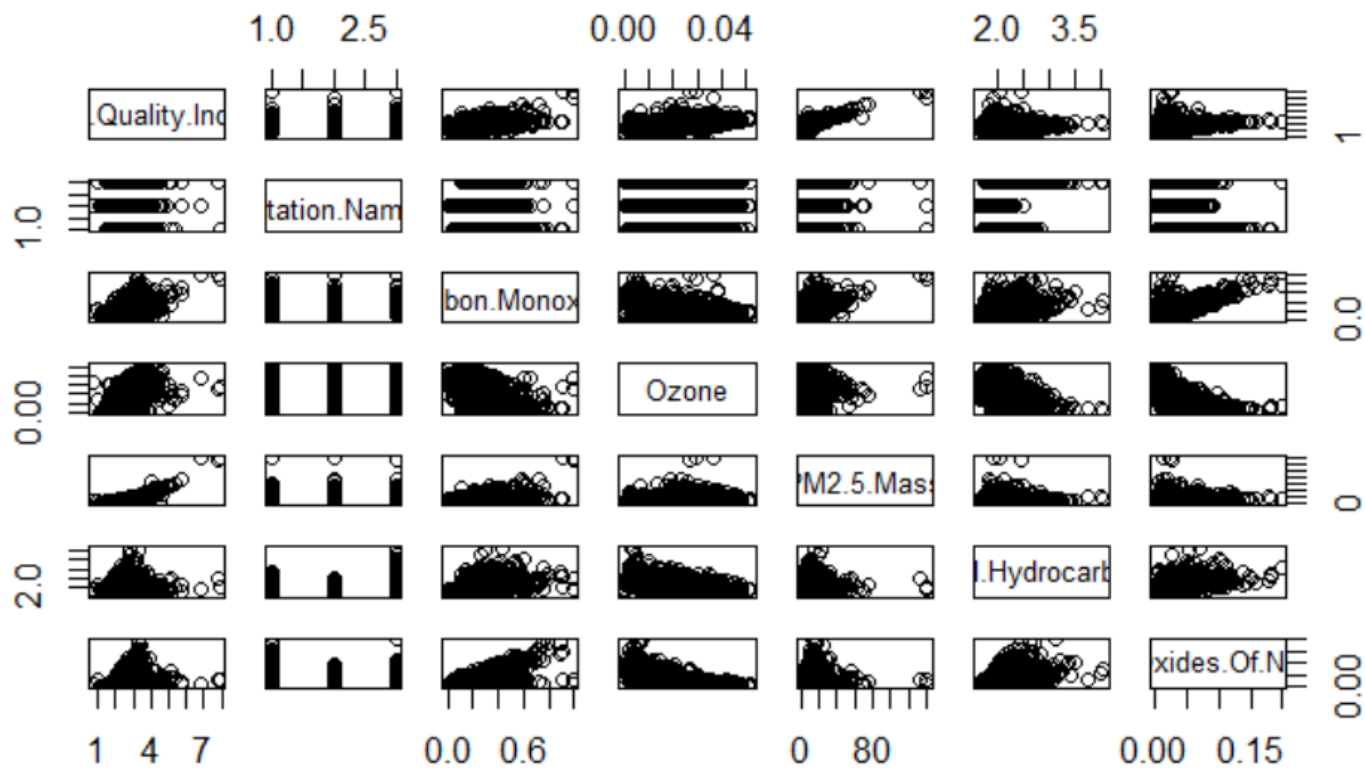 1.0 2.5 0.00 0.04 2.0 3.5
.Quality.Inc 1
1.0 tation.Nam
bon.Monox 0.0
0.00 Ozone
PM2.5.Mass 0
2.0 l.Hydrocarb
xides.Of.N 0.00
1 4 7 0.0 0.6 0 80 0.00 0.15